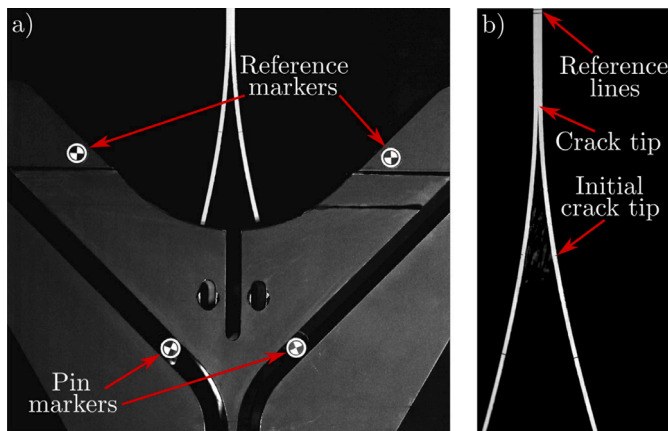 a)
Reference
markers
Pin
markers
b)
Reference
lines
Crack tip
Initial
crack tip